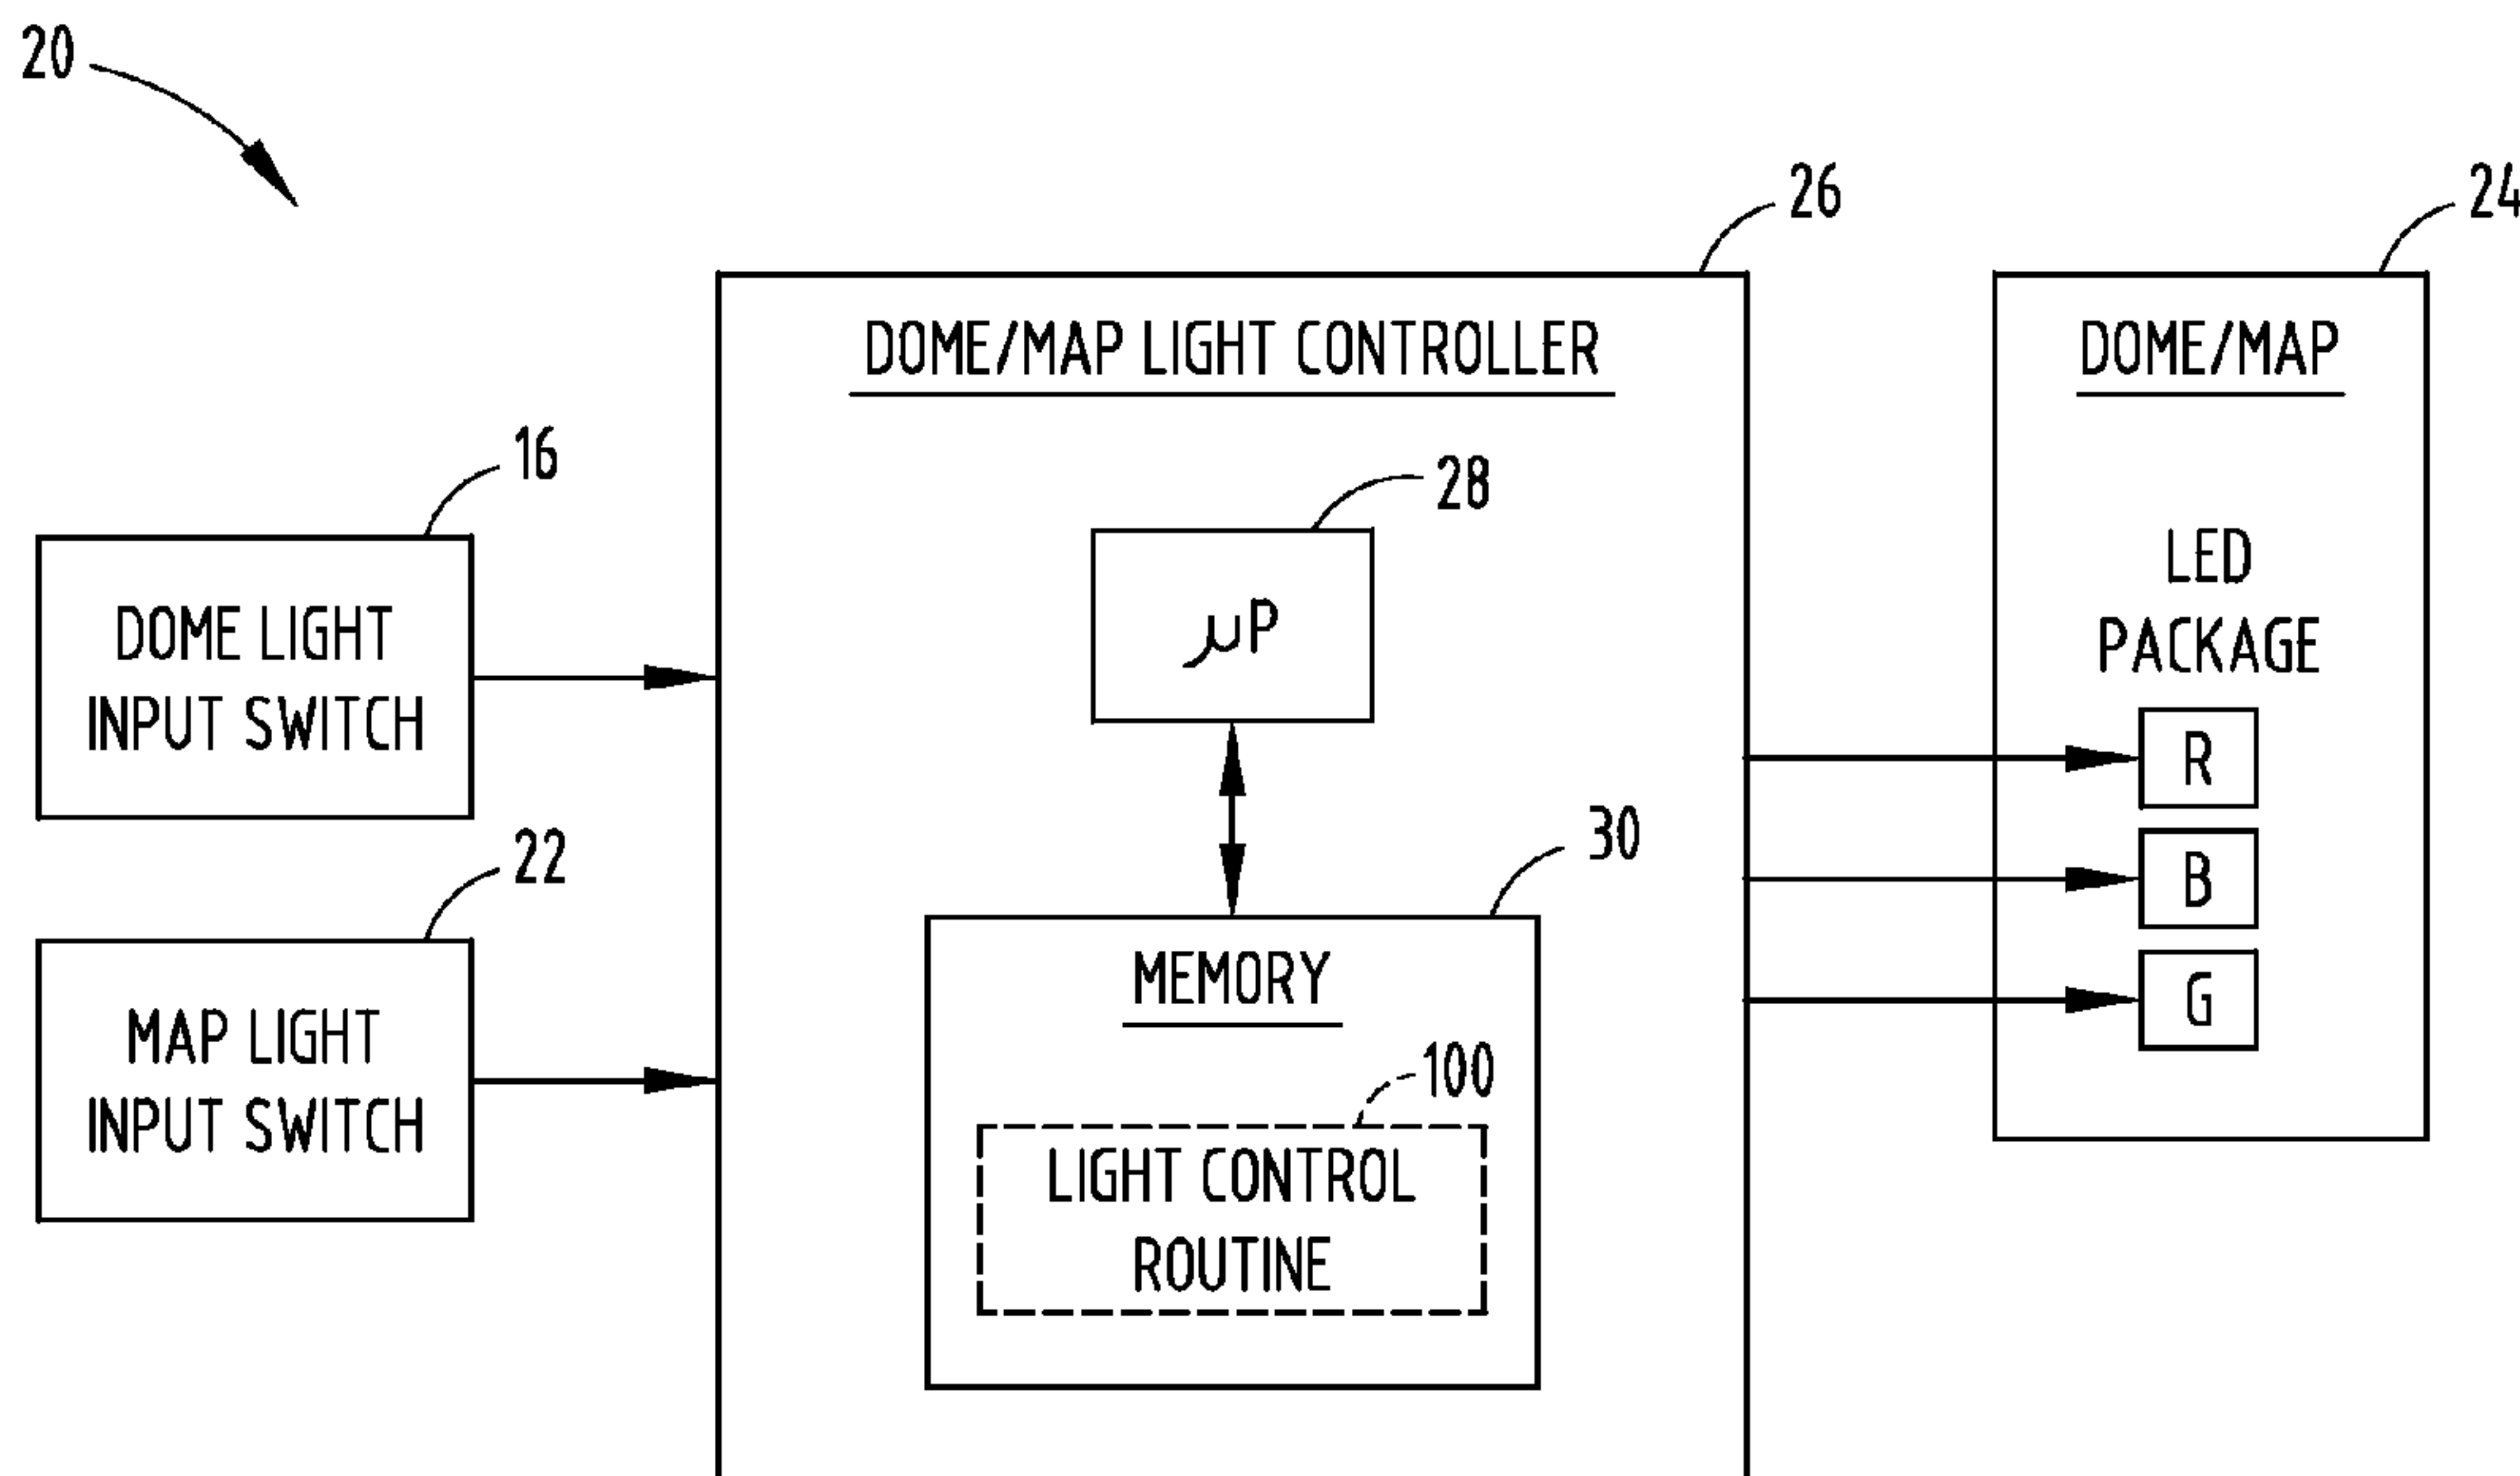 20
26
24
DOME/MAP LIGHT CONTROLLER
DOME/MAP
16
28
LED
PACKAGE
DOME LIGHT
INPUT SWITCH
µP
R
22
30
B
MEMORY
G
MAP LIGHT
INPUT SWITCH
100
LIGHT CONTROL
ROUTINE